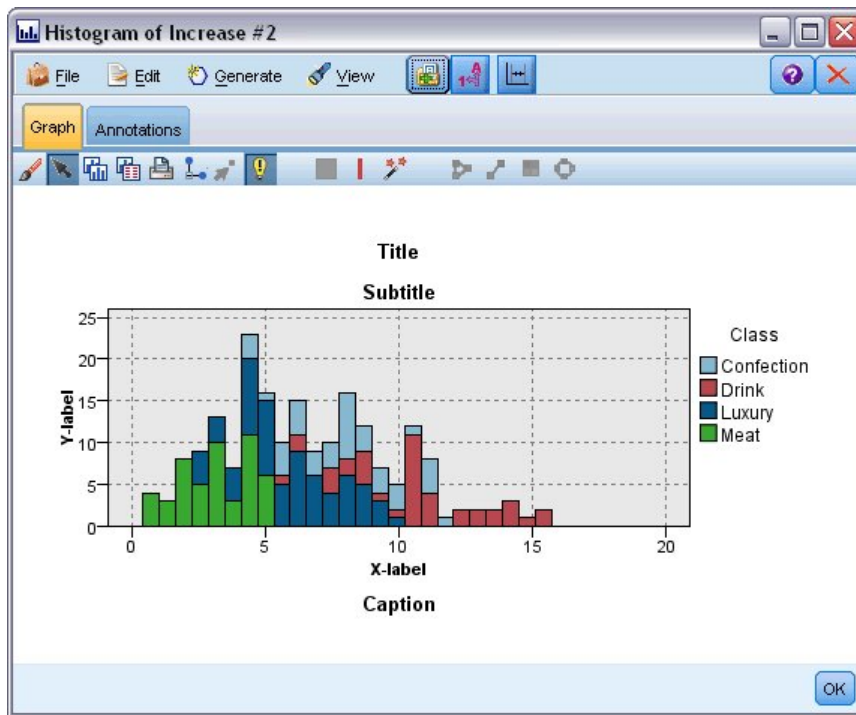 Histogram of Increase #2
File Edit Generate View
Graph Annotations
Title
Subtitle
25
20
15
10
5
0
Y-label
0 5 10 15 20
X-label
Caption
Class
Confection
Drink
Luxury
Meat
OK